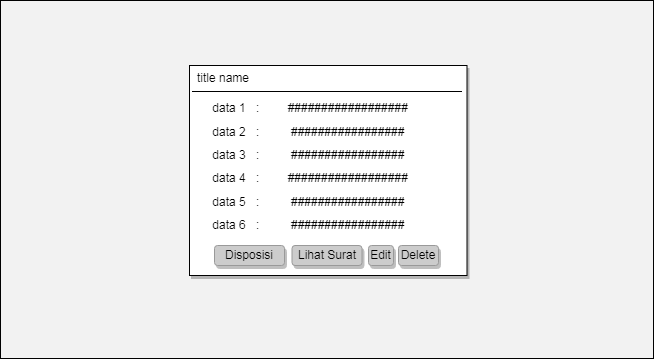 title name
data 1 : ##################
data 2 : #################
data 3 : #################
data 4 : ##################
data 5 : #################
data 6 : #################
Disposisi Lihat Surat Edit Delete